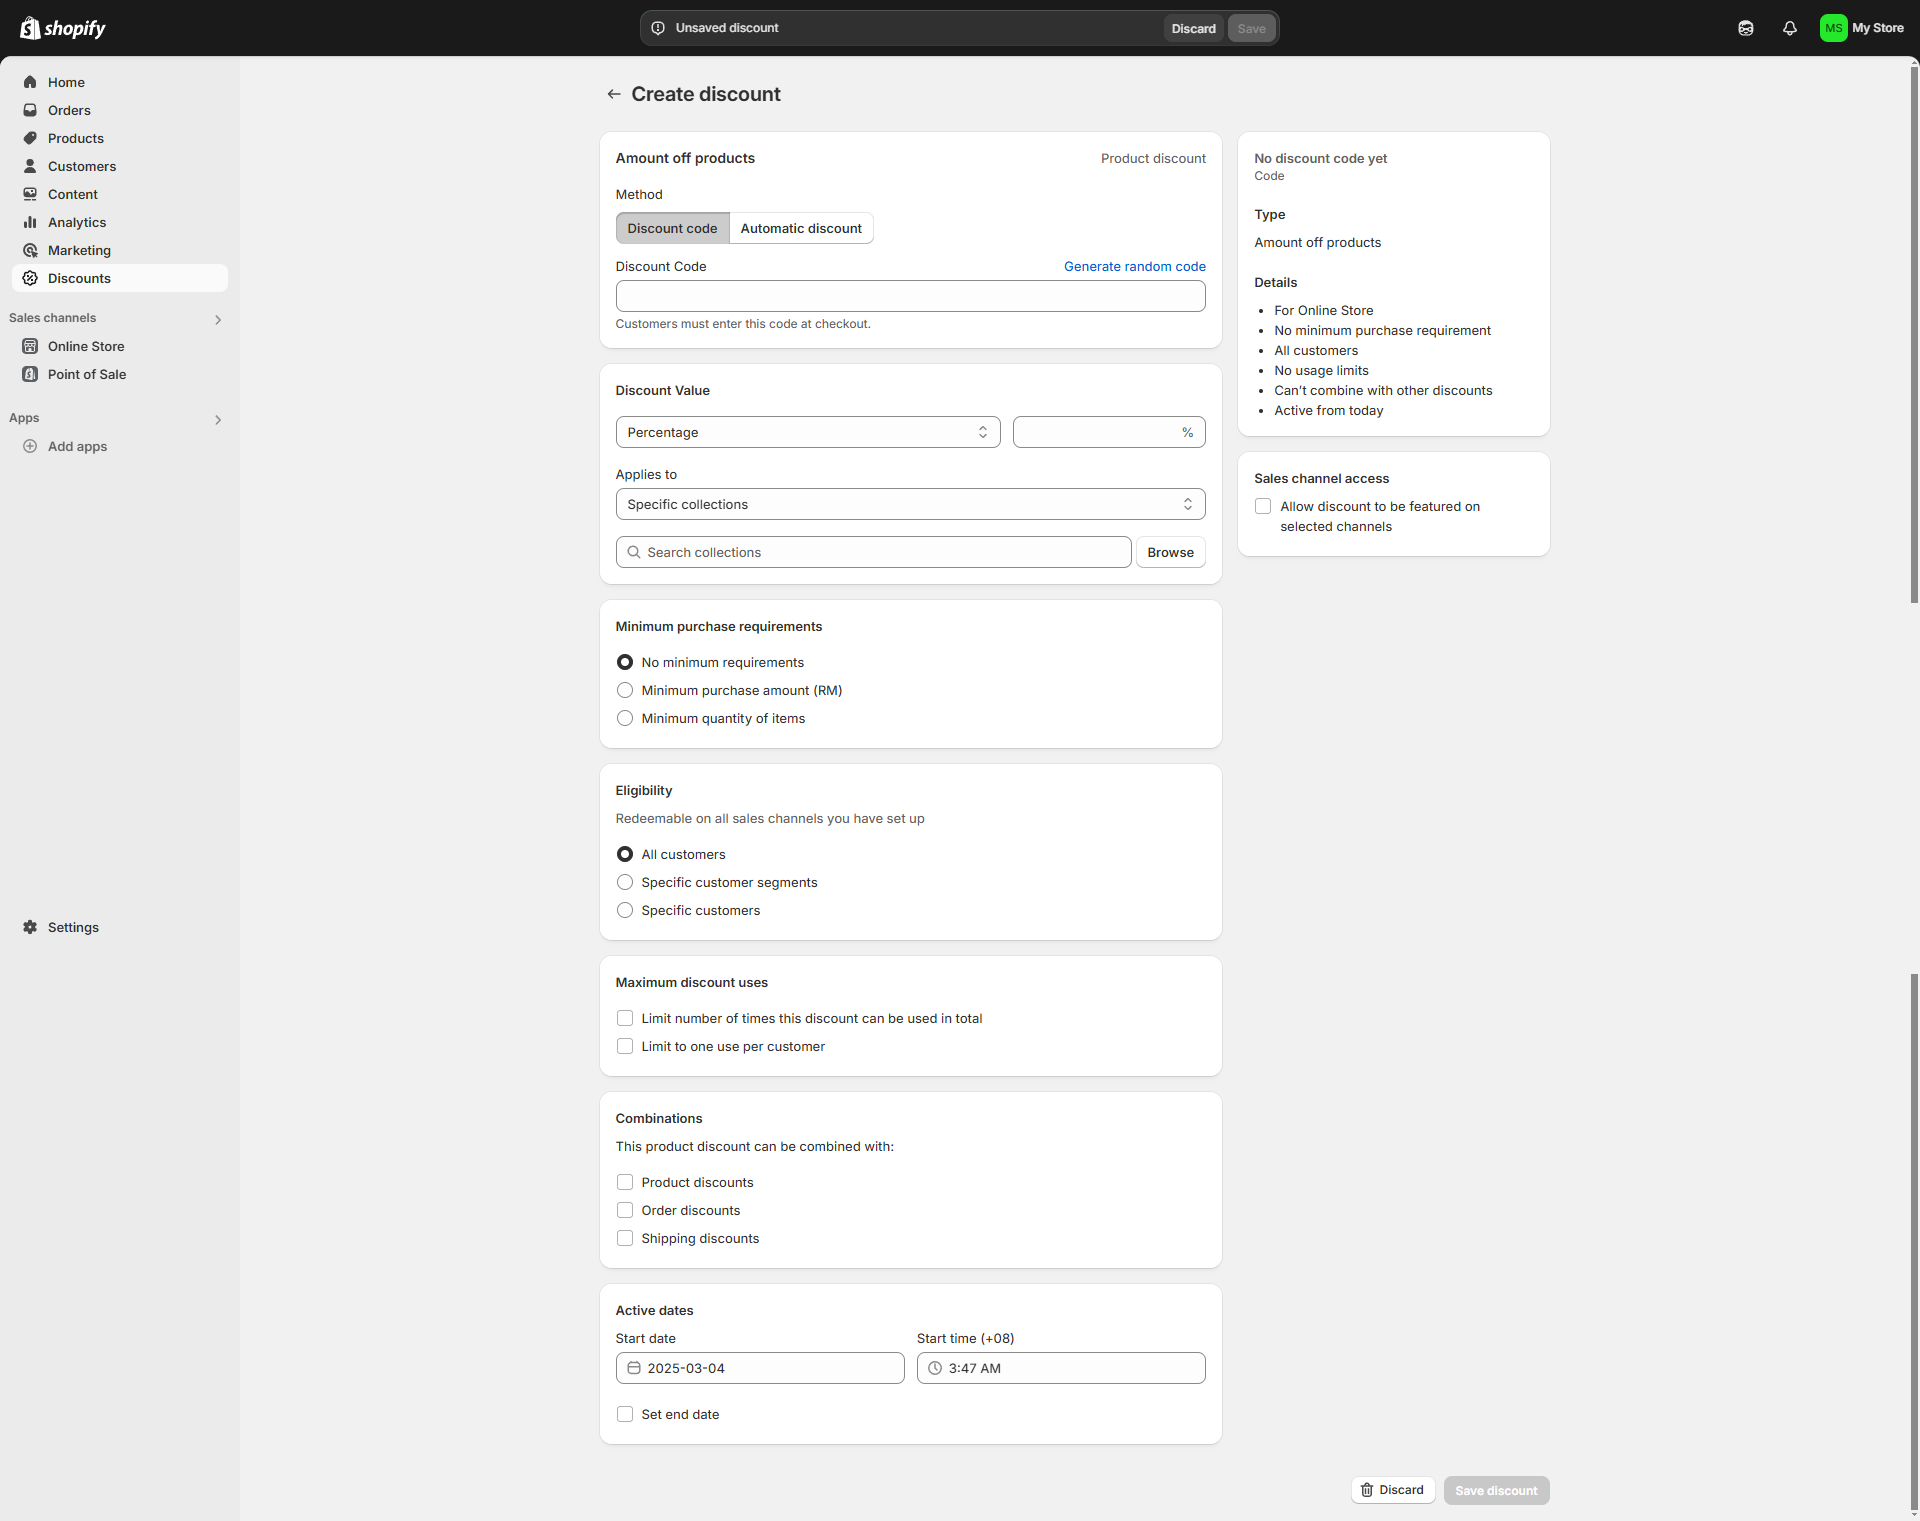 shopify
Unsaved discount
Discard
Save
MS
My Store
Home
Orders
Products
Customers
Content
Analytics
Marketing
Discounts
Sales channels
Online Store
Point of Sale
Apps
Add apps
Settings
Create discount
Amount off products
Product discount
Method
Discount code
Automatic discount
Discount Code
Generate random code
Customers must enter this code at checkout.
Discount Value
Percentage
%
Applies to
Specific collections
Search collections
Browse
Minimum purchase requirements
No minimum requirements
Minimum purchase amount (RM)
Minimum quantity of items
Eligibility
Redeemable on all sales channels you have set up
All customers
Specific customer segments
Specific customers
Maximum discount uses
Limit number of times this discount can be used in total
Limit to one use per customer
Combinations
This product discount can be combined with:
Product discounts
Order discounts
Shipping discounts
Active dates
Start date
Start time (+08)
2025-03-04
3:47 AM
Set end date
No discount code yet
Code
Type
Amount off products
Details
• For Online Store
• No minimum purchase requirement
• All customers
• No usage limits
• Can’t combine with other discounts
• Active from today
Sales channel access
Allow discount to be featured on
selected channels
Discard
Save discount